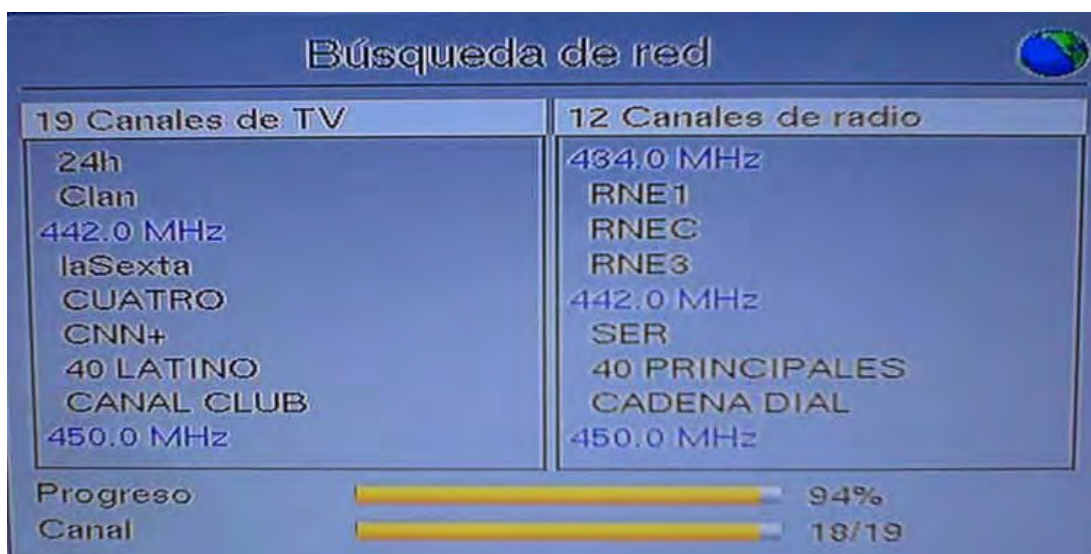 Búsqueda de red
19 Canales de TV
24h
Clan
442.0 MHz
laSexta
CUATRO
CNN+
40 LATINO
CANAL CLUB
450.0 MHz
12 Canales de radio
434.0 MHz
RNE1
RNEC
RNE3
442.0 MHz
SER
40 PRINCIPALES
CADENA DIAL
450.0 MHz
Progreso 94%
Canal 18/19